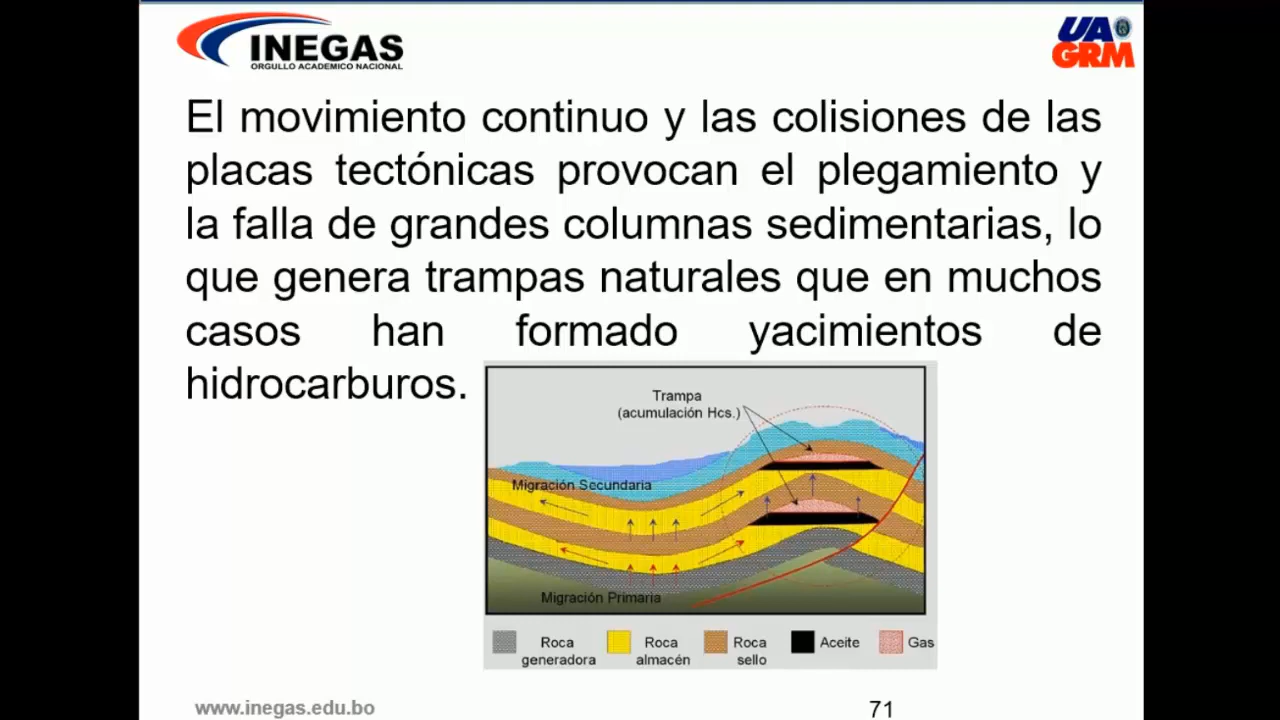 INEGAS
ORGULLO ACADEMICO NACIONAL
UA
GRM
El movimiento continuo y las colisiones de las
placas tectónicas provocan el plegamiento y
la falla de grandes columnas sedimentarias, lo
que genera trampas naturales que en muchos
casos han formado yacimientos de
hidrocarburos.
Trampa
(acumulación Hcs.)
Migración Secundaria
Migración Primaria
Roca generadora
Roca almacén
Roca sello
Aceite
Gas
www.inegas.edu.bo
71